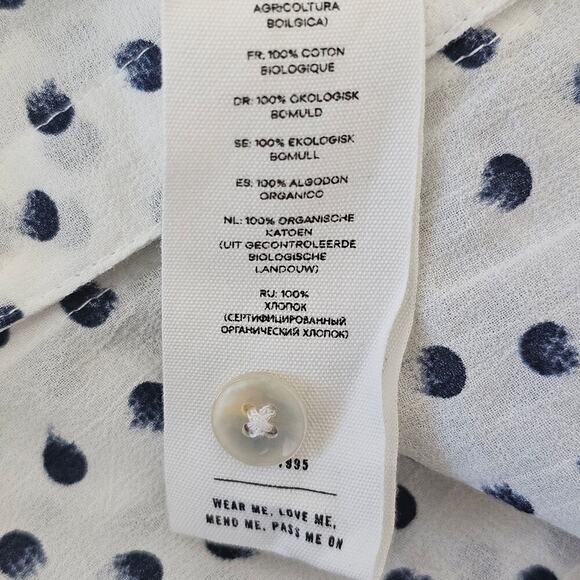 AGRICOLTURA
BOILGICA)
FR: 100% COTON
BIOLOGIQUE
DR: 100% OKOLOGISK
BOMULD
SE: 100% EKOLOGISK
BOMULL
ES: 100% ALGODON
ORGANICO
NL: 100% ORGANISCHE
KATOEN
(UIT GECONTROLEERDE
BIOLOGISCHE
LANDOUW)
RU: 100%
ХЛОПОК
(СЕРТИФИЦИРОВАННЫЙ
ОРГАНИЧЕСКИЙ ХЛОПОК)
1995
WEAR ME, LOVE ME,
MEND ME, PASS ME ON